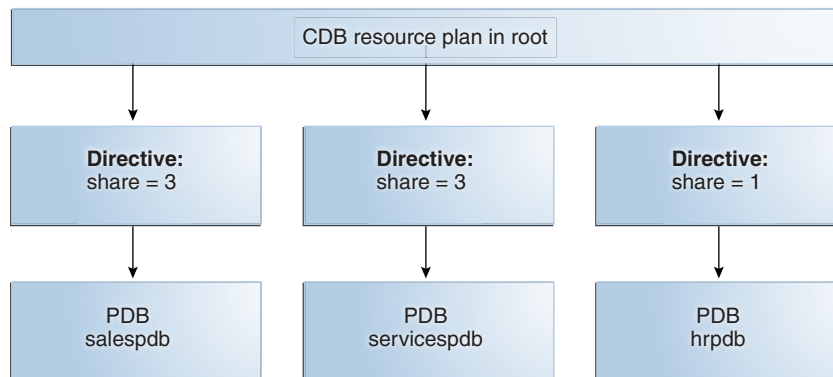 CDB resource plan in root
Directive:
share = 3
Directive:
share = 3
Directive:
share = 1
PDB
salespdb
PDB
servicespdb
PDB
hrpdb